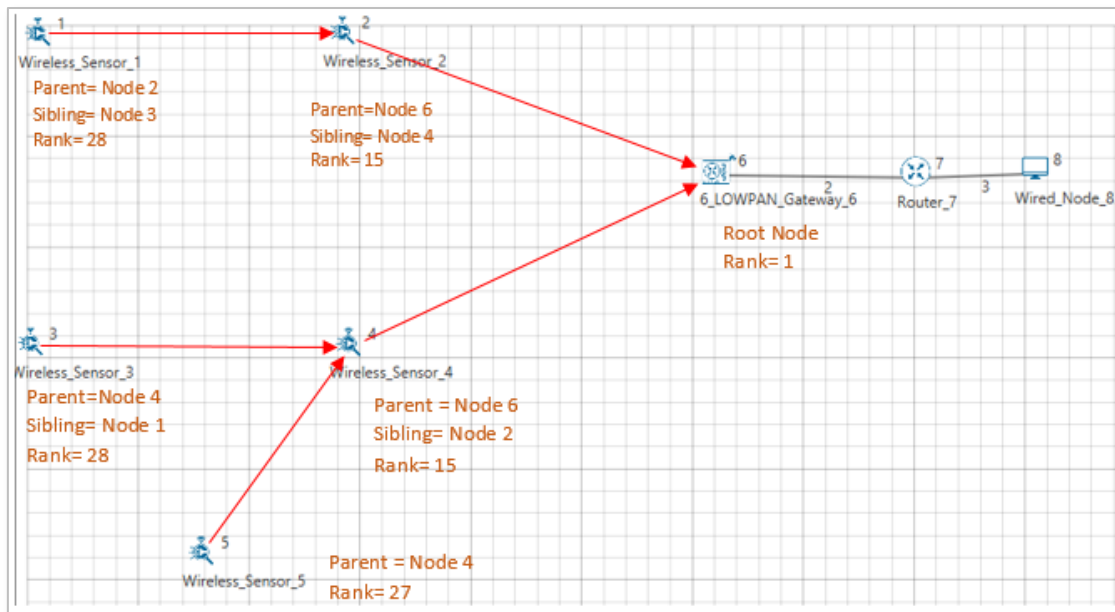 1
Wireless_Sensor_1
Parent= Node 2
Sibling= Node 3
Rank= 28
2
Wireless_Sensor_2
Parent=Node 6
Sibling= Node 4
Rank= 15
6
6_LOWPAN_Gateway_6
Root Node
Rank= 1
2
7
Router_7
3
8
Wired_Node_8
3
Wireless_Sensor_3
Parent=Node 4
Sibling= Node 1
Rank= 28
4
Wireless_Sensor_4
Parent = Node 6
Sibling= Node 2
Rank= 15
5
Wireless_Sensor_5
Parent = Node 4
Rank= 27